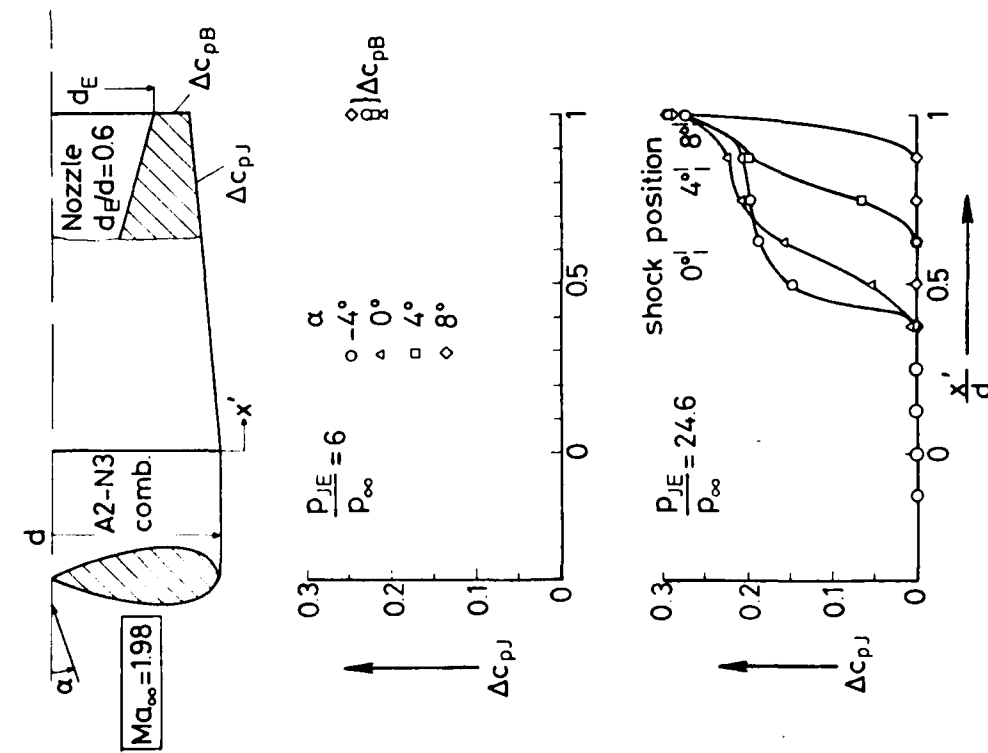 d
α
Ma∞=1.98
A2-N3
comb.
x'
Nozzle
dE/d=0.6
dE
ΔcpB
ΔcpJ
pJE/p∞ = 6
α
-4°
0°
4°
8°
}ΔcpB
0.3
0.2
0.1
0
ΔcpJ
0
0.5
1
pJE/p∞ = 24.6
shock position
0°
4°
8°
0.3
0.2
0.1
0
ΔcpJ
0
0.5
1
x'/d